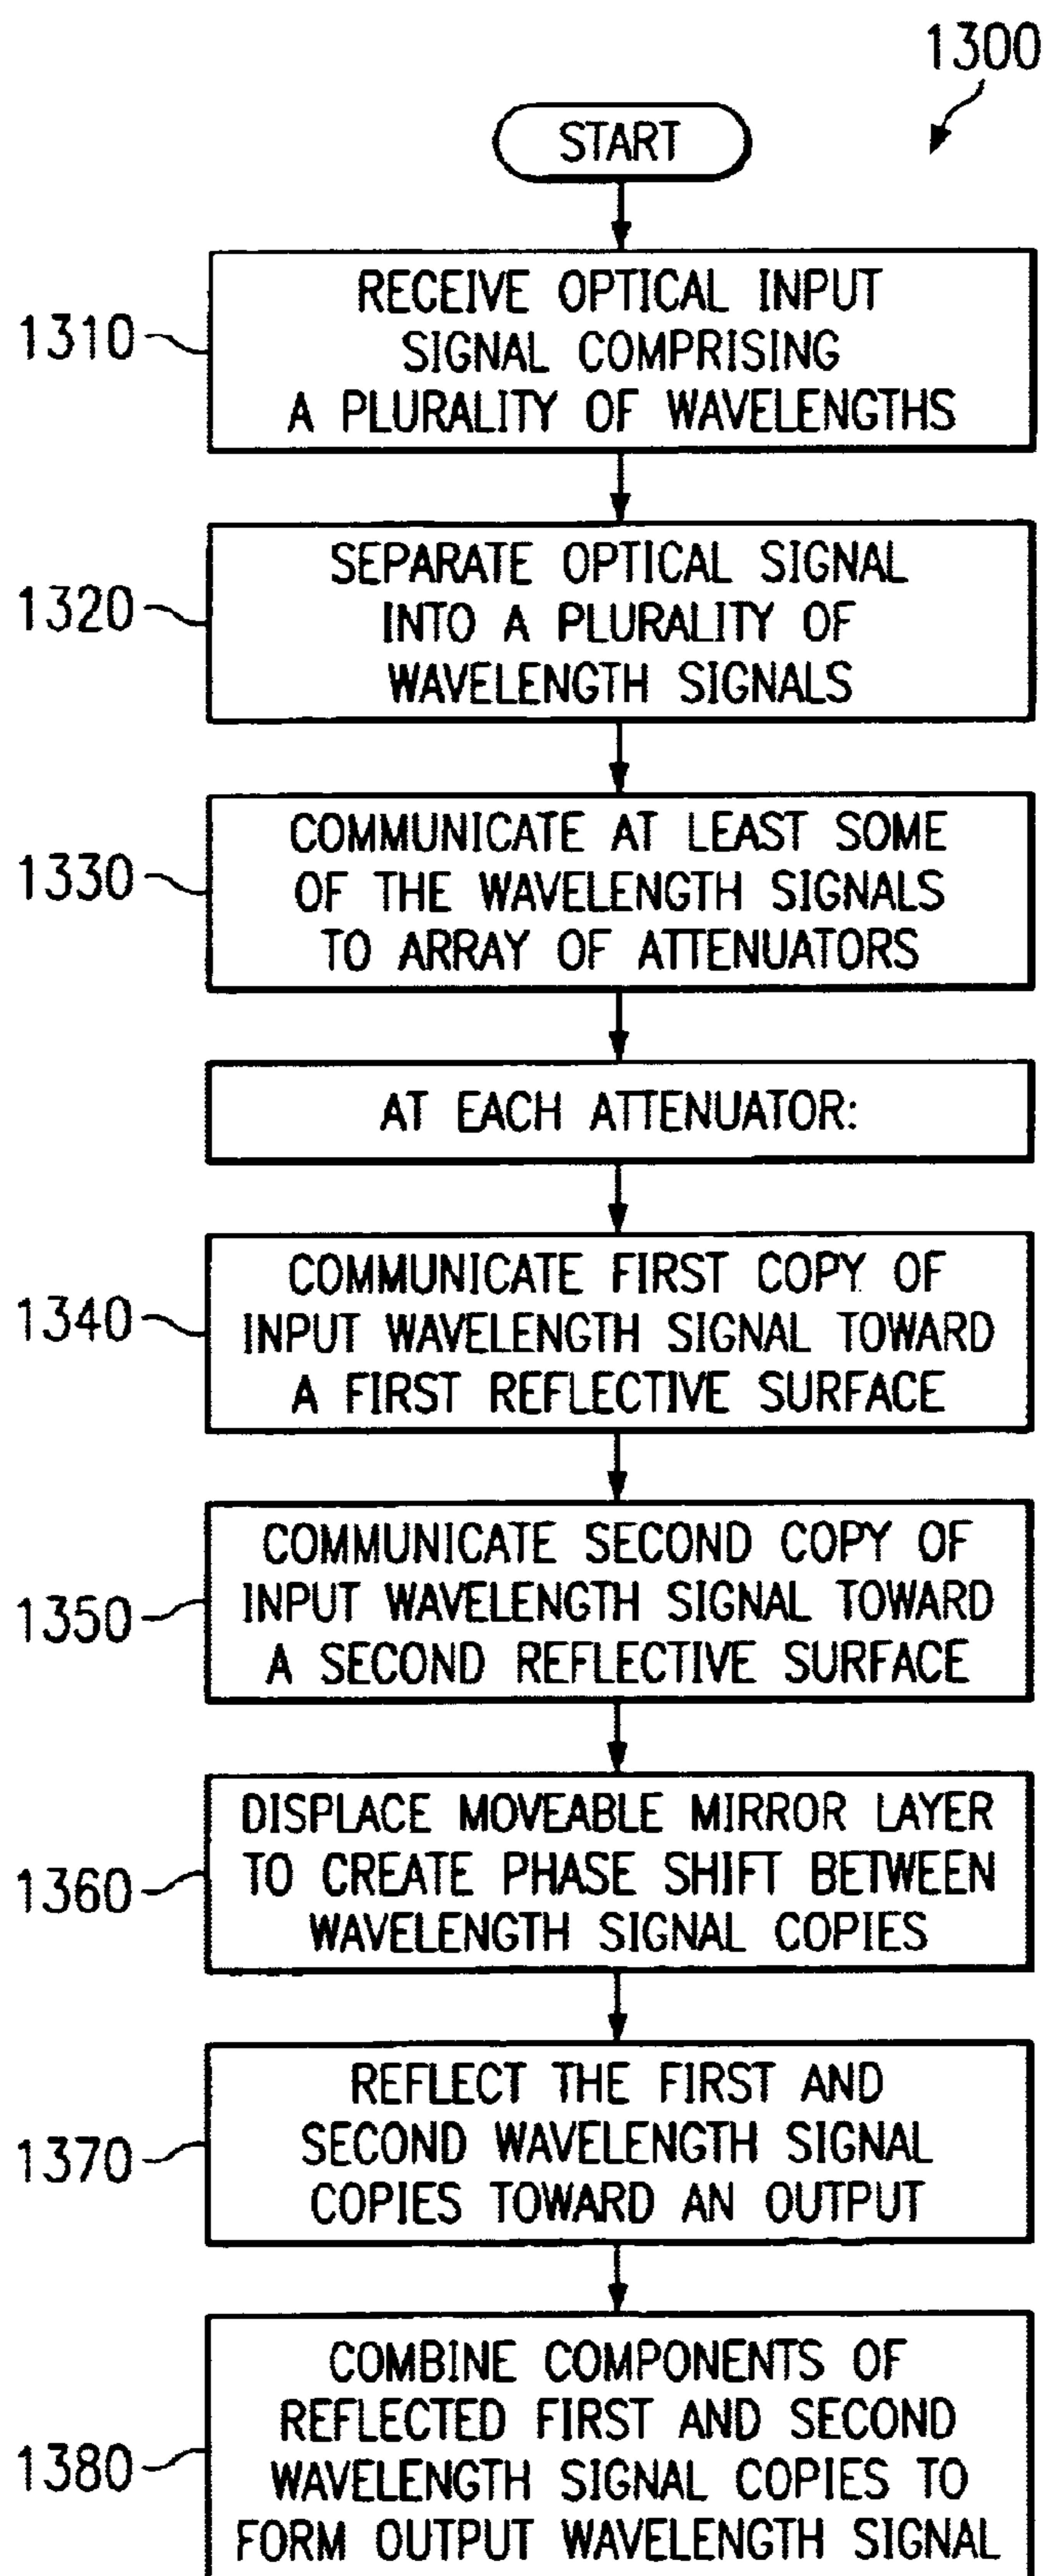 1300
START
1310
RECEIVE OPTICAL INPUT
SIGNAL COMPRISING
A PLURALITY OF WAVELENGTHS
1320
SEPARATE OPTICAL SIGNAL
INTO A PLURALITY OF
WAVELENGTH SIGNALS
1330
COMMUNICATE AT LEAST SOME
OF THE WAVELENGTH SIGNALS
TO ARRAY OF ATTENUATORS
AT EACH ATTENUATOR:
1340
COMMUNICATE FIRST COPY OF
INPUT WAVELENGTH SIGNAL TOWARD
A FIRST REFLECTIVE SURFACE
1350
COMMUNICATE SECOND COPY OF
INPUT WAVELENGTH SIGNAL TOWARD
A SECOND REFLECTIVE SURFACE
1360
DISPLACE MOVEABLE MIRROR LAYER
TO CREATE PHASE SHIFT BETWEEN
WAVELENGTH SIGNAL COPIES
1370
REFLECT THE FIRST AND
SECOND WAVELENGTH SIGNAL
COPIES TOWARD AN OUTPUT
1380
COMBINE COMPONENTS OF
REFLECTED FIRST AND SECOND
WAVELENGTH SIGNAL COPIES TO
FORM OUTPUT WAVELENGTH SIGNAL